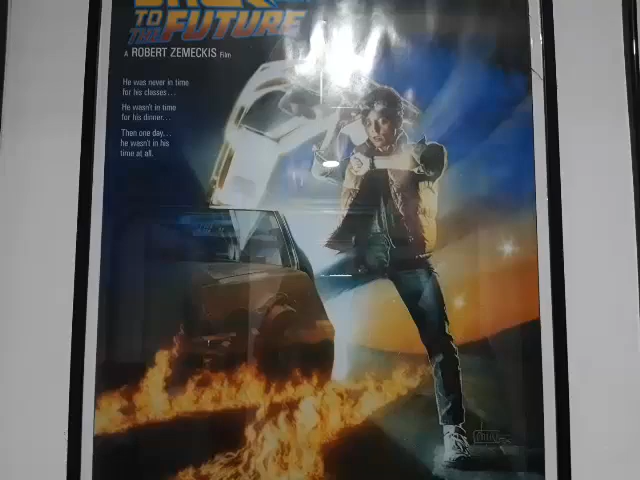 BACK
TO
THE FUTURE
A ROBERT ZEMECKIS Film
He was never in time
for his classes...
He wasn't in time
for his dinner...
Then one day...
he wasn't in his
time at all.